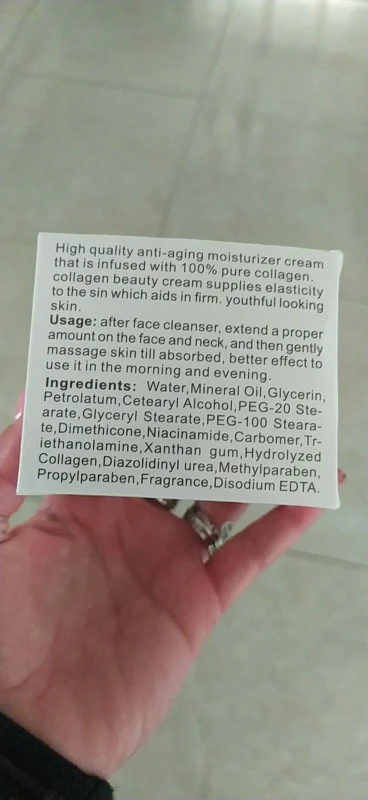 High quality anti-aging moisturizer cream
that is infused with 100% pure collagen.
collagen beauty cream supplies elasticity
to the sin which aids in firm. youthful looking
skin.
Usage: after face cleanser, extend a proper
amount on the face and neck, and then gently
massage skin till absorbed, better effect to
use it in the morning and evening.
Ingredients: Water,Mineral Oil,Glycerin,
Petrolatum,Cetearyl Alcohol,PEG-20 Ste-
arate,Glyceryl Stearate,PEG-100 Steara-
te,Dimethicone,Niacinamide,Carbomer,Tr-
iethanolamine,Xanthan gum,Hydrolyzed
Collagen,Diazolidinyl urea,Methylparaben,
Propylparaben,Fragrance,Disodium EDTA.